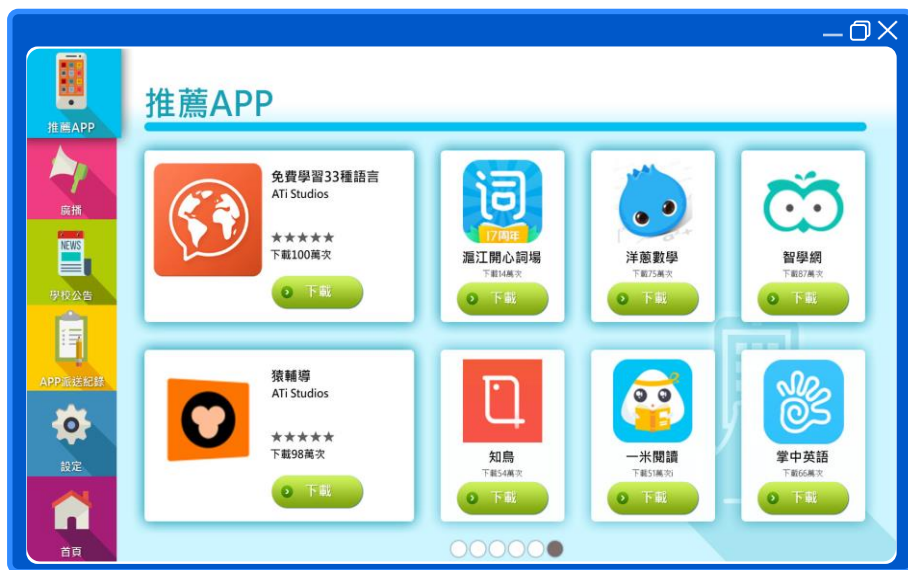 推薦APP
推薦APP
廣播
NEWS
學校公告
APP派送紀錄
設定
首頁
免費學習33種語言
ATi Studios
★★★★★
下載100萬次
下載
词
17周年
滬江開心詞場
下載14萬次
下載
洋蔥數學
下載75萬次
下載
智學網
下載87萬次
下載
猿輔導
ATi Studios
★★★★★
下載98萬次
下載
知鳥
下載54萬次
下載
一米閱讀
下載51萬次i
下載
掌中英語
下載66萬次
下載